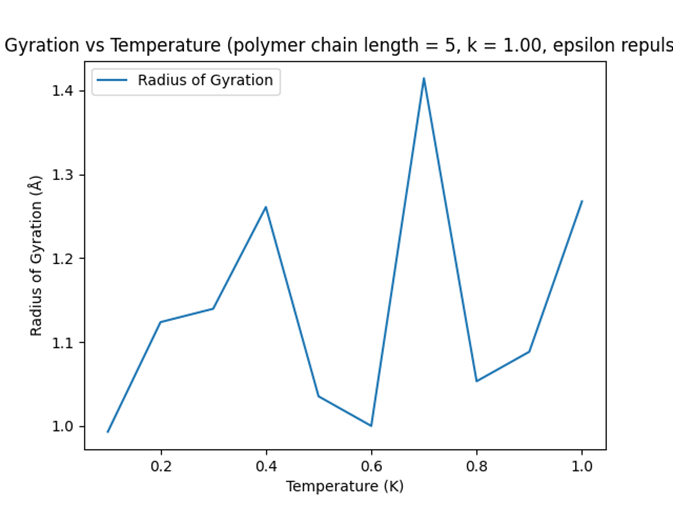 Gyration vs Temperature (polymer chain length = 5, k = 1.00, epsilon repuls
Radius of Gyration
1.4
1.3
1.2
1.1
1.0
Radius of Gyration (Å)
0.2 0.4 0.6 0.8 1.0
Temperature (K)